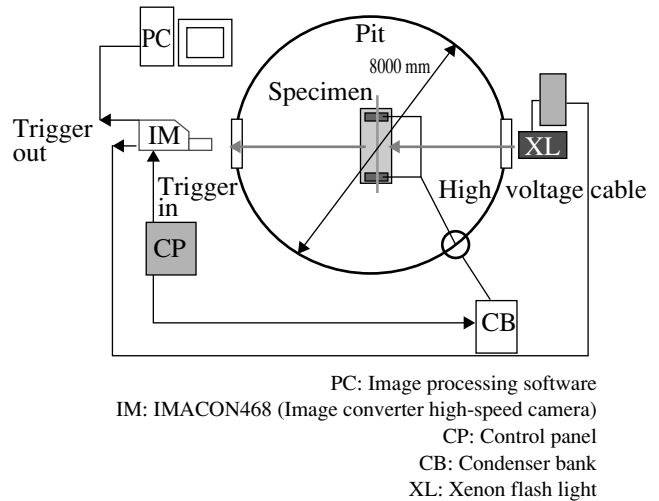 PC
Pit
8000 mm
Specimen
Trigger
out
IM
XL
Trigger
in
High voltage cable
CP
CB
PC: Image processing software
IM: IMACON468 (Image converter high-speed camera)
CP: Control panel
CB: Condenser bank
XL: Xenon flash light